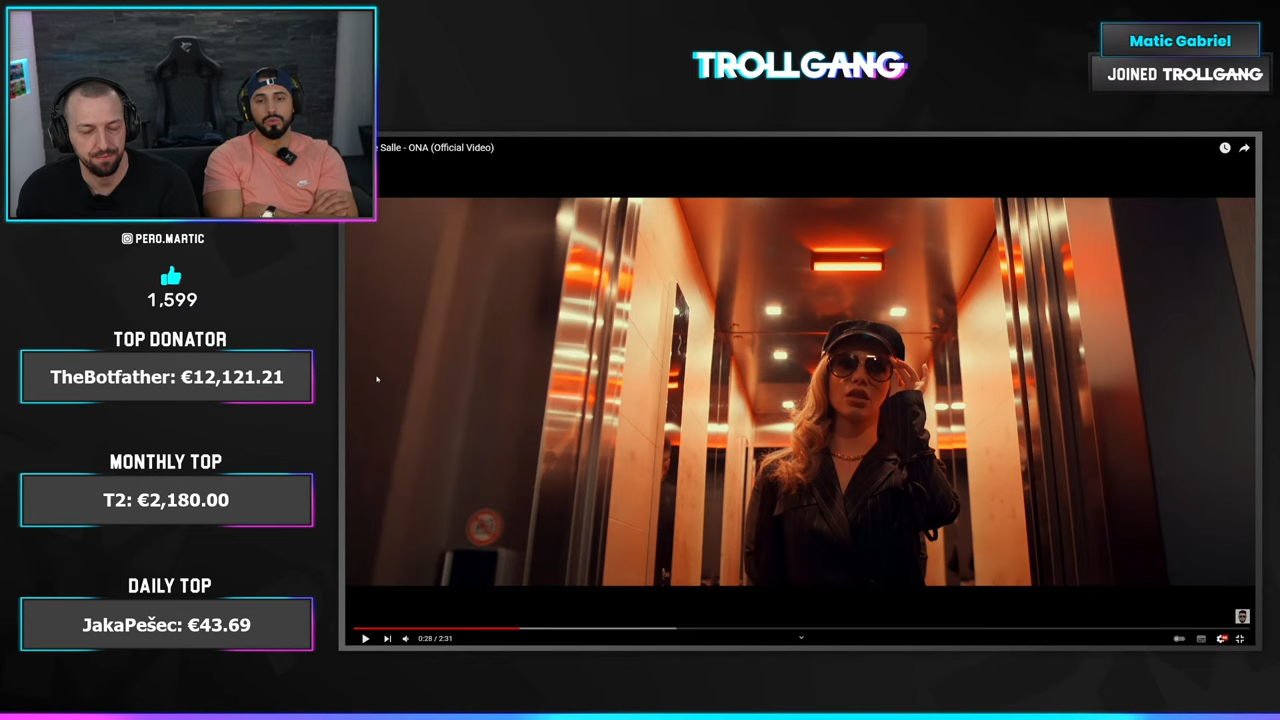 TROLLGANG
Matic Gabriel
JOINED TROLLGANG
Salle - ONA (Official Video)
PERO.MARTIC
1,599
TOP DONATOR
TheBotfather: €12,121.21
MONTHLY TOP
T2: €2,180.00
DAILY TOP
JakaPešec: €43.69
0:28 / 2:31